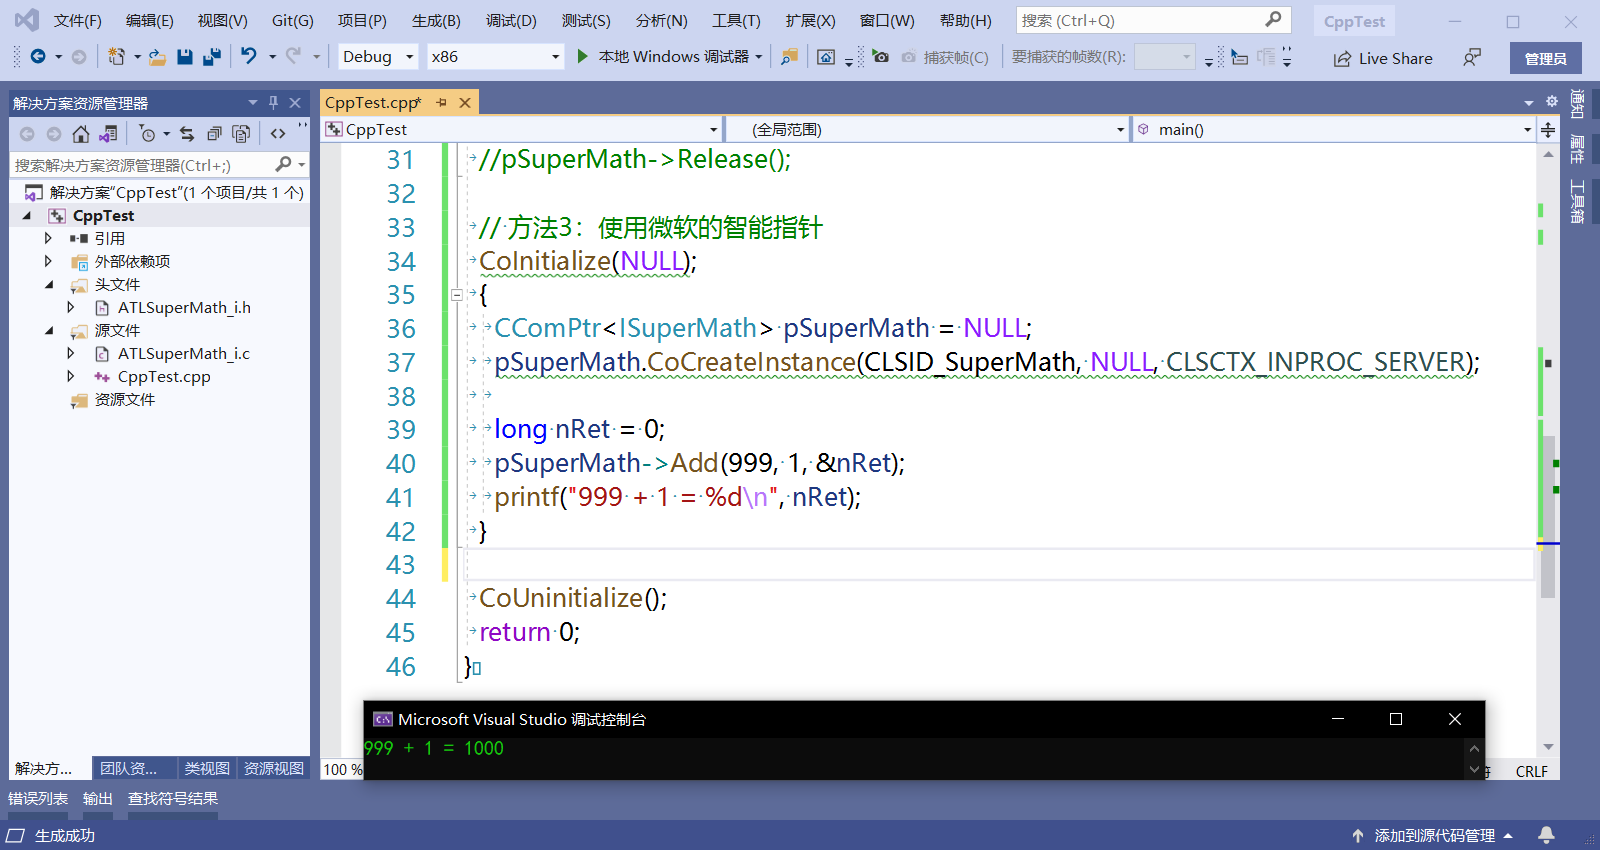 文件(F) 编辑(E) 视图(V) Git(G) 项目(P) 生成(B) 调试(D) 测试(S) 分析(N) 工具(T) 扩展(X) 窗口(W) 帮助(H) 搜索 (Ctrl+Q) CppTest
Debug x86 本地 Windows 调试器 捕获帧(C) 要捕获的帧数(R): Live Share 管理员
解决方案资源管理器
搜索解决方案资源管理器(Ctrl+;)
解决方案"CppTest"(1 个项目/共 1 个)
CppTest
引用
外部依赖项
头文件
ATLSuperMath_i.h
源文件
ATLSuperMath_i.c
CppTest.cpp
资源文件
解决方... 团队资... 类视图 资源视图
CppTest.cpp*
CppTest (全局范围) main()
31 //pSuperMath->Release();
32
33 // 方法3：使用微软的智能指针
34 CoInitialize(NULL);
35 {
36 CComPtr<ISuperMath> pSuperMath = NULL;
37 pSuperMath.CoCreateInstance(CLSID_SuperMath, NULL, CLSCTX_INPROC_SERVER);
38
39 long nRet = 0;
40 pSuperMath->Add(999, 1, &nRet);
41 printf("999 + 1 = %d\n", nRet);
42 }
43
44 CoUninitialize();
45 return 0;
46 }
Microsoft Visual Studio 调试控制台
999 + 1 = 1000
100 % CRLF
通知
属性
工具箱
错误列表 输出 查找符号结果
生成成功 添加到源代码管理